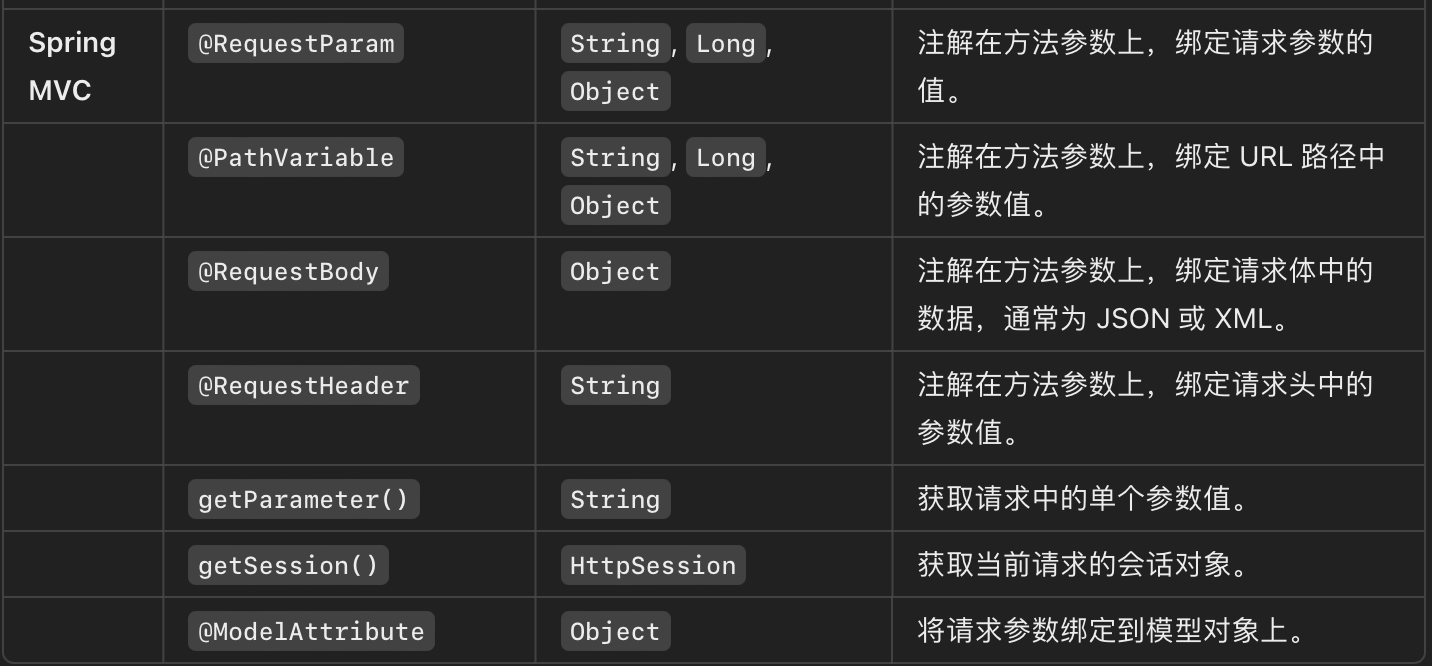 Spring @RequestParam String, Long, 注解在方法参数上，绑定请求参数的
MVC Object 值。
@PathVariable String, Long, 注解在方法参数上，绑定 URL 路径中
Object 的参数值。
@RequestBody Object 注解在方法参数上，绑定请求体中的
数据，通常为 JSON 或 XML。
@RequestHeader String 注解在方法参数上，绑定请求头中的
参数值。
getParameter() String 获取请求中的单个参数值。
getSession() HttpSession 获取当前请求的会话对象。
@ModelAttribute Object 将请求参数绑定到模型对象上。